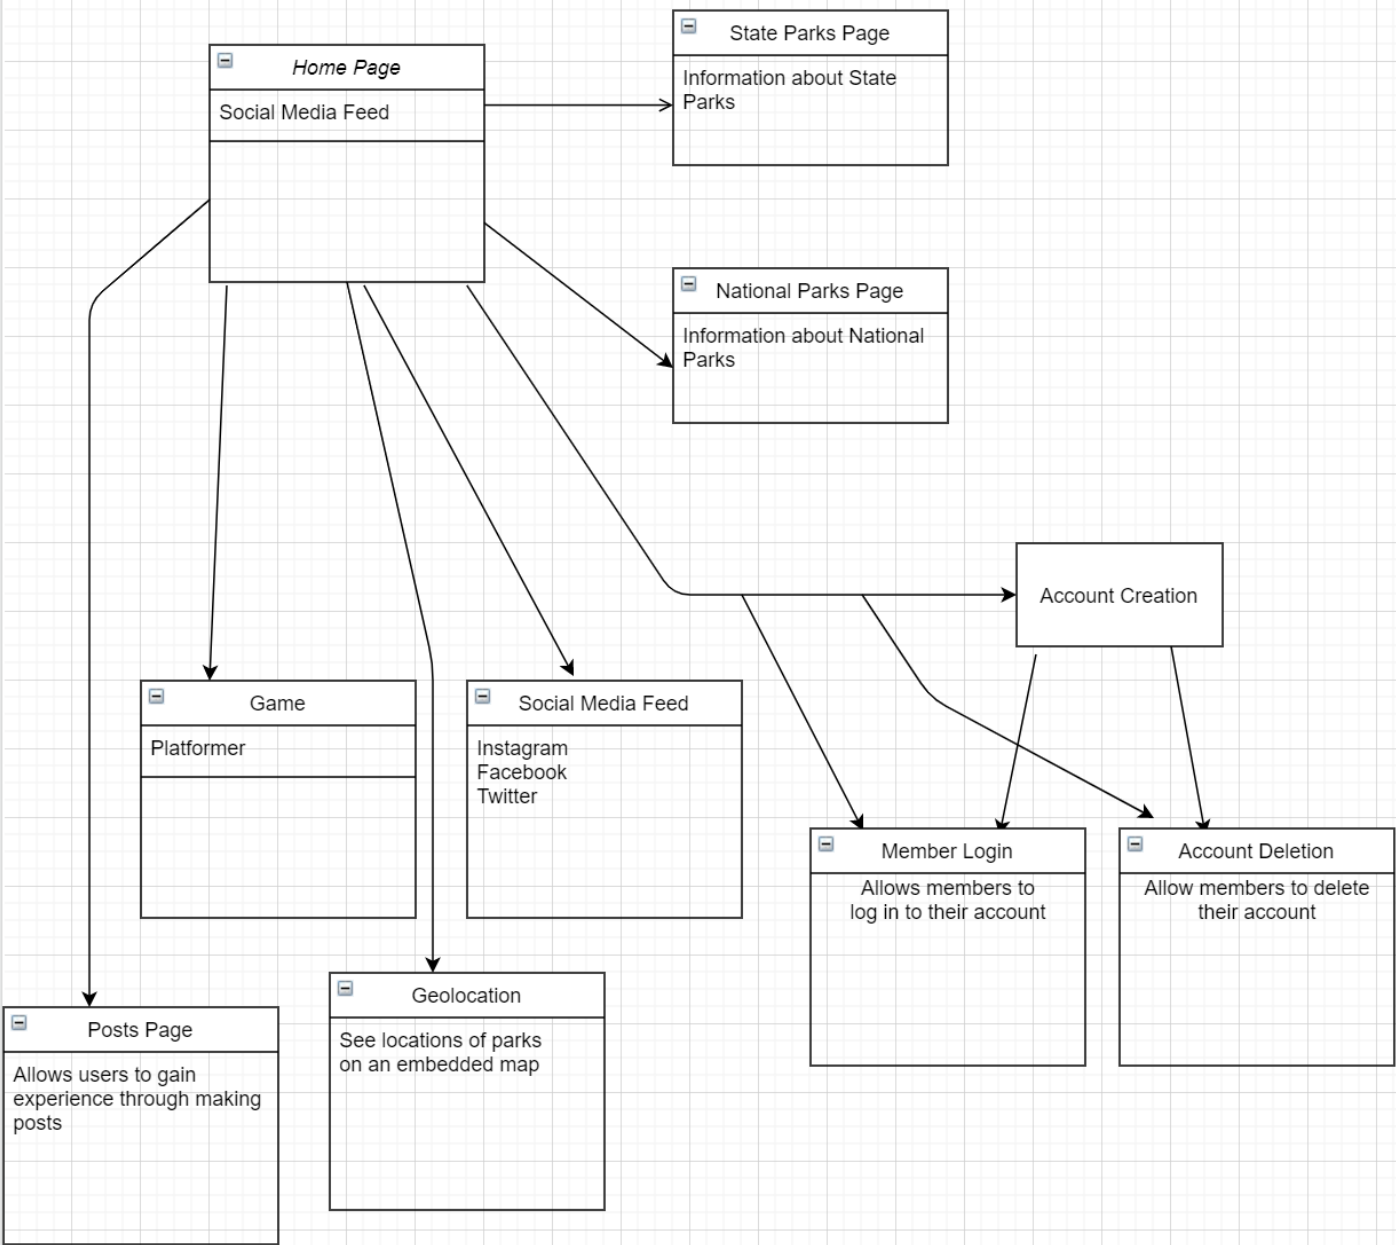 State Parks Page
Information about State
Parks
Home Page
Social Media Feed
National Parks Page
Information about National
Parks
Account Creation
Game
Platformer
Social Media Feed
Instagram
Facebook
Twitter
Member Login
Allows members to
log in to their account
Account Deletion
Allow members to delete
their account
Geolocation
See locations of parks
on an embedded map
Posts Page
Allows users to gain
experience through making
posts